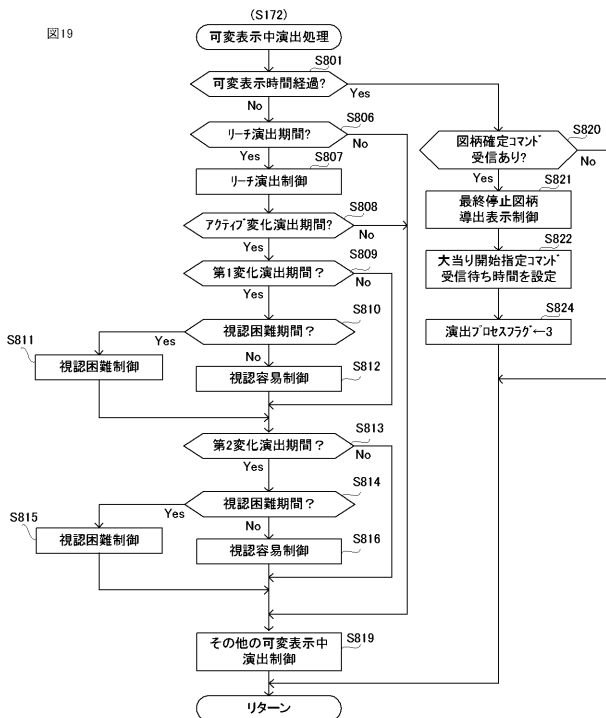 図19
(S172)
可変表示中演出処理
S801
可変表示時間経過?
Yes
No
S806
リーチ演出期間?
No
Yes
S807
リーチ演出制御
S808
アクティブ変化演出期間?
No
Yes
S809
第1変化演出期間?
No
Yes
S810
視認困難期間?
Yes
No
S811
視認困難制御
S812
視認容易制御
S813
第2変化演出期間?
No
Yes
S814
視認困難期間?
Yes
No
S815
視認困難制御
S816
視認容易制御
S819
その他の可変表示中
演出制御
リターン
S820
図柄確定コマンド
受信あり?
No
Yes
S821
最終停止図柄
導出表示制御
S822
大当り開始指定コマンド
受信待ち時間を設定
S824
演出プロセスフラグ←3